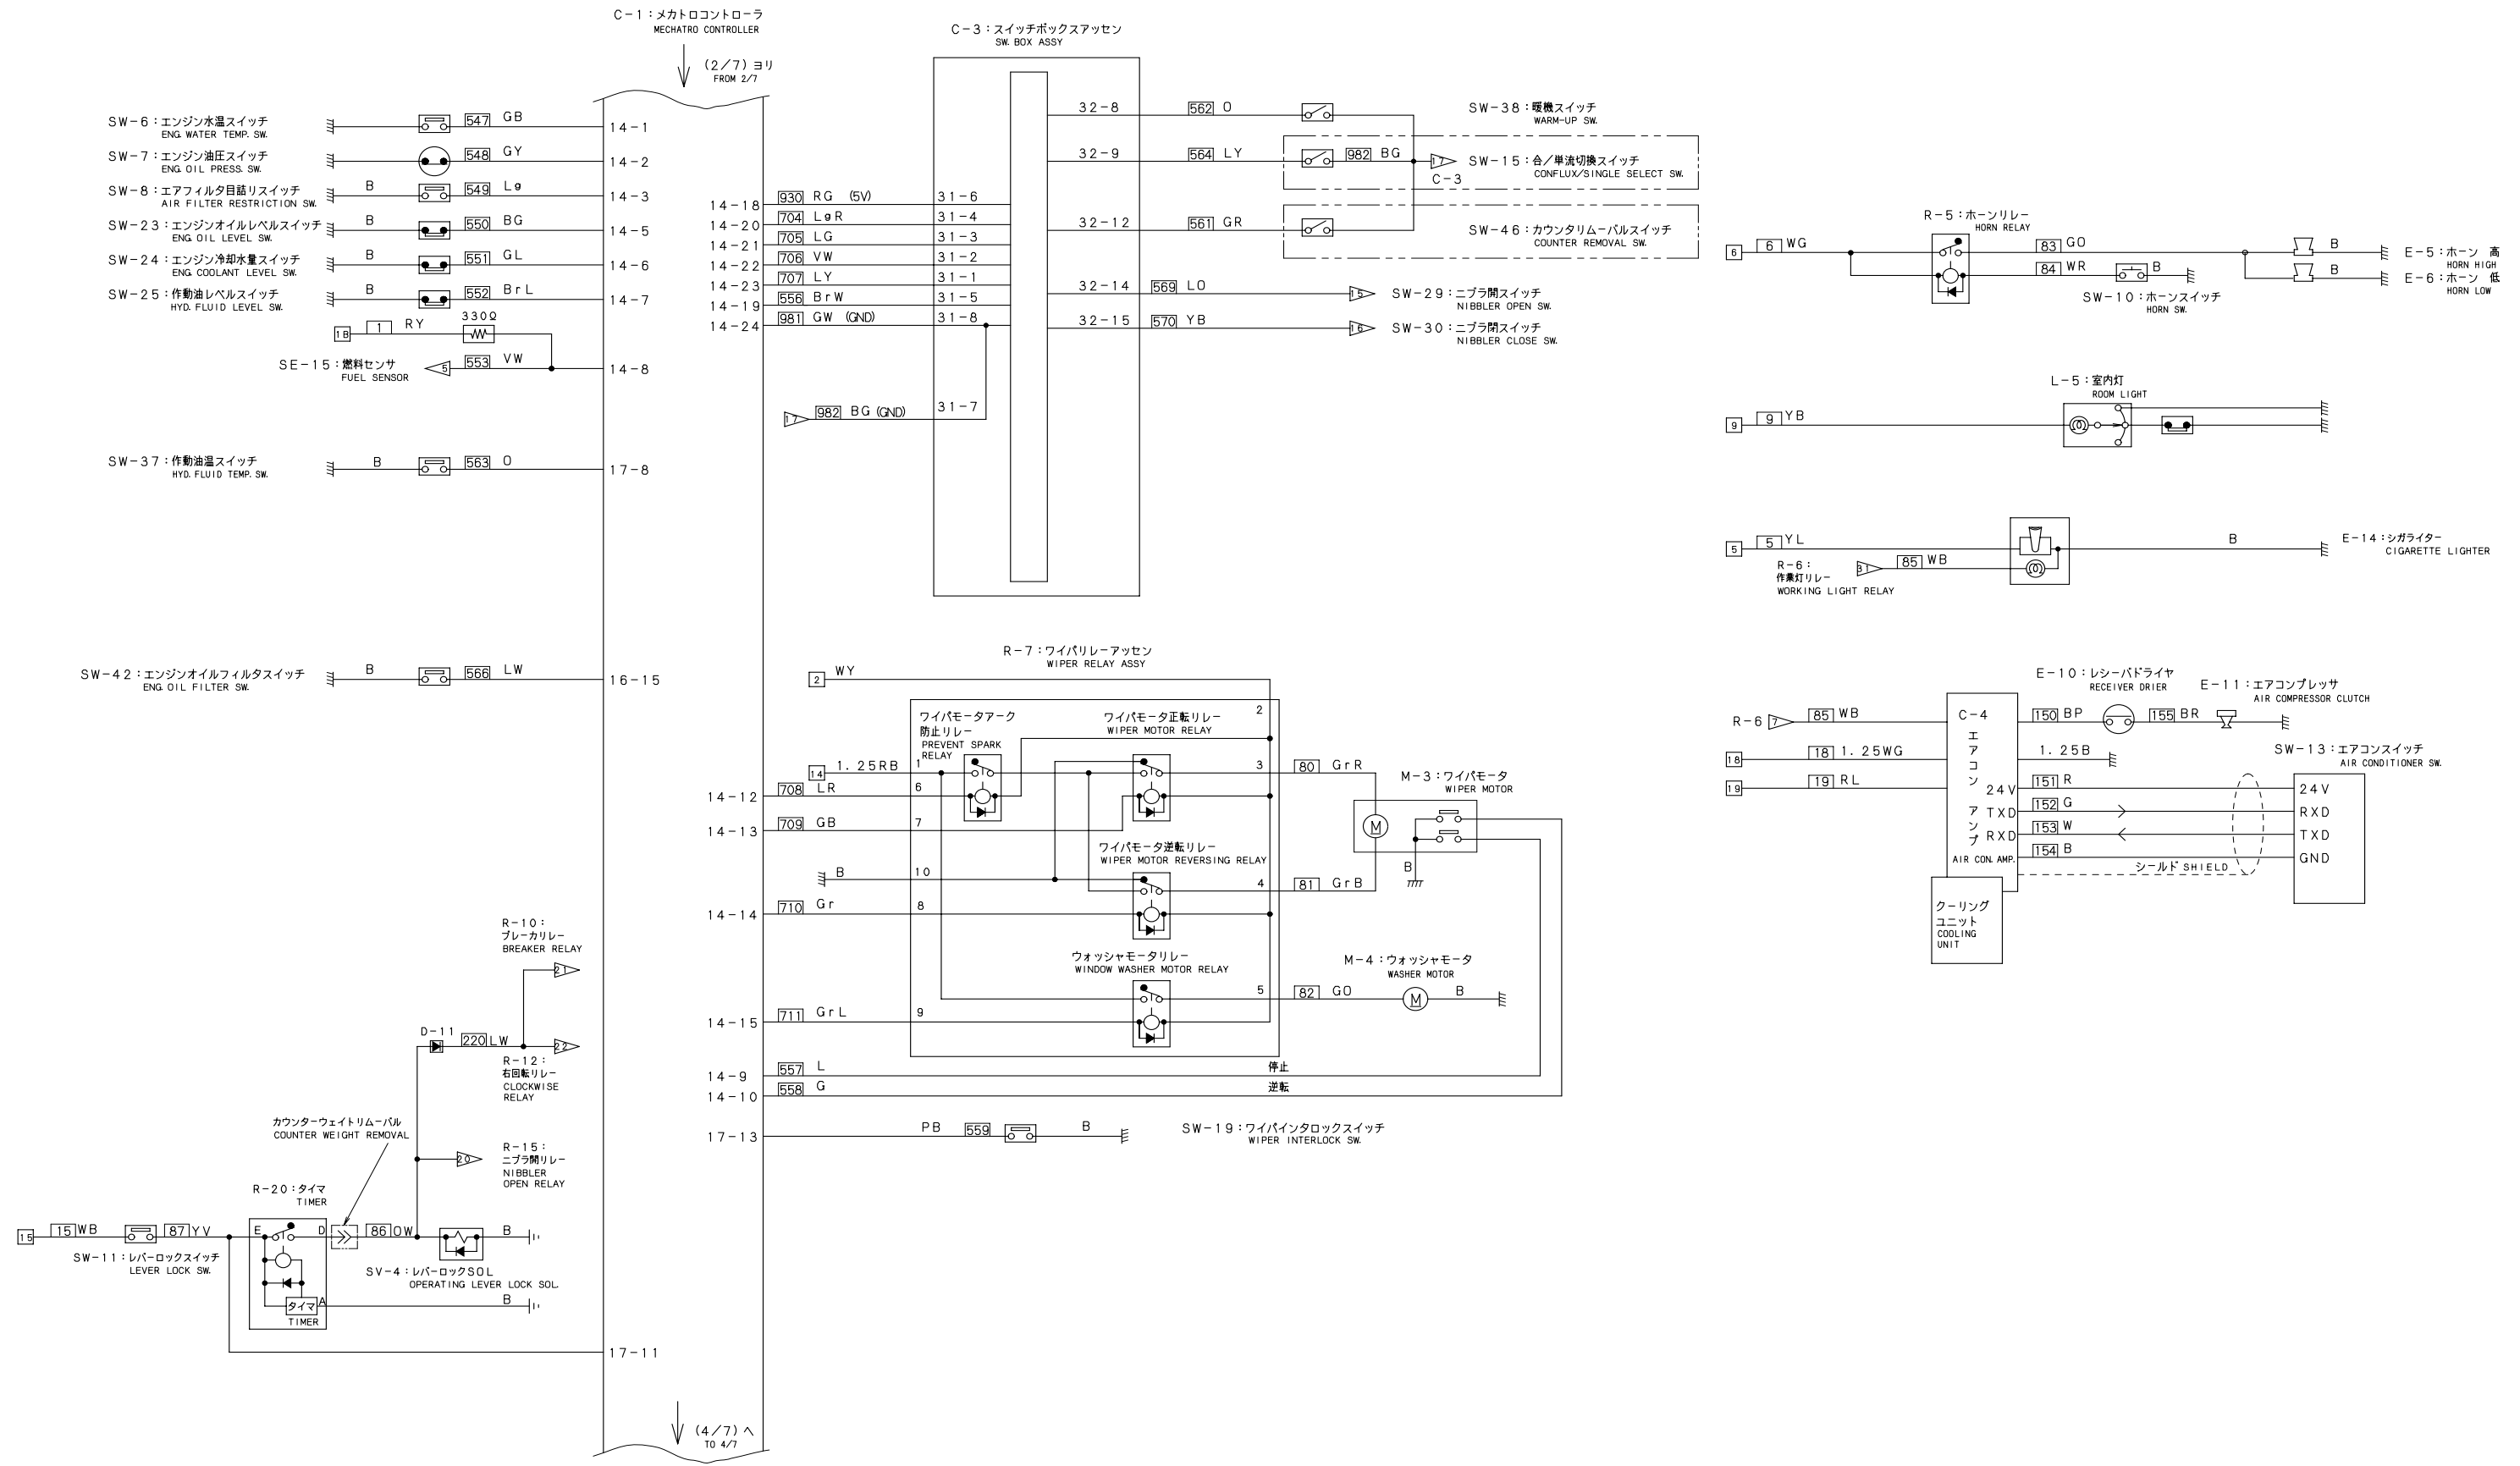 C-1:メカトロコントローラ
MECHATRO CONTROLLER
(2/7)ヨリ
FROM 2/7
C-3:スイッチボックスアッセン
SW. BOX ASSY
SW-6:エンジン水温スイッチ
ENG. WATER TEMP. SW.
547 GB
14-1
SW-7:エンジン油圧スイッチ
ENG. OIL PRESS. SW.
548 GY
14-2
SW-8:エアフィルタ目詰リスイッチ
AIR FILTER RESTRICTION SW.
B 549 Lg
14-3
SW-23:エンジンオイルレベルスイッチ
ENG. OIL LEVEL SW.
B 550 BG
14-5
SW-24:エンジン冷却水量スイッチ
ENG. COOLANT LEVEL SW.
B 551 GL
14-6
SW-25:作動油レベルスイッチ
HYD. FLUID LEVEL SW.
B 552 BrL
14-7
18 1 RY 330Ω
SE-15:燃料センサ
FUEL SENSOR
5 553 VW
14-8
SW-37:作動油温スイッチ
HYD. FLUID TEMP. SW.
B 563 O
17-8
SW-42:エンジンオイルフィルタスイッチ
ENG. OIL FILTER SW.
B 566 LW
16-15
R-10:
ブレーカリレー
BREAKER RELAY
21
D-11 220 LW 22
R-12:
右回転リレー
CLOCKWISE
RELAY
カウンターウェイトリムーバル
COUNTER WEIGHT REMOVAL
20
R-15:
ニブラ開リレー
NIBBLER
OPEN RELAY
R-20:タイマ
TIMER
15 15 WB 87 YV E D 86 OW B
SW-11:レバーロックスイッチ
LEVER LOCK SW.
SV-4:レバーロックSOL
OPERATING LEVER LOCK SOL.
タイマ A B
TIMER
17-11
(4/7)へ
TO 4/7
14-18 930 RG (5V) 31-6
14-20 704 LgR 31-4
14-21 705 LG 31-3
14-22 706 VW 31-2
14-23 707 LY 31-1
14-19 556 BrW 31-5
14-24 981 GW (GND) 31-8
17 982 BG (GND) 31-7
32-8 562 O
SW-38:暖機スイッチ
WARM-UP SW.
32-9 564 LY 982 BG 17
C-3
SW-15:合/単流切換スイッチ
CONFLUX/SINGLE SELECT SW.
32-12 561 GR
SW-46:カウンタリムーバルスイッチ
COUNTER REMOVAL SW.
32-14 569 LO 15
SW-29:ニブラ開スイッチ
NIBBLER OPEN SW.
32-15 570 YB 16
SW-30:ニブラ閉スイッチ
NIBBLER CLOSE SW.
R-7:ワイパリレーアッセン
WIPER RELAY ASSY
2 WY
2
ワイパモータアーク
防止リレー
PREVENT SPARK
RELAY
ワイパモータ正転リレー
WIPER MOTOR RELAY
14 1.25RB 1
3 80 GrR
14-12 708 LR 6
14-13 709 GB 7
M-3:ワイパモータ
WIPER MOTOR
M
B
ワイパモータ逆転リレー
WIPER MOTOR REVERSING RELAY
B 10
4 81 GrB
14-14 710 Gr 8
ウォッシャモータリレー
WINDOW WASHER MOTOR RELAY
M-4:ウォッシャモータ
WASHER MOTOR
5 82 GO M B
14-15 711 GrL 9
14-9 557 L 停止
14-10 558 G 逆転
17-13 PB 559 B
SW-19:ワイパインタロックスイッチ
WIPER INTERLOCK SW.
R-5:ホーンリレー
HORN RELAY
6 6 WG 83 GO B
E-5:ホーン 高
HORN HIGH
84 WR B
B
E-6:ホーン 低
HORN LOW
SW-10:ホーンスイッチ
HORN SW.
L-5:室内灯
ROOM LIGHT
9 9 YB
5 5 YL B
E-14:シガライター
CIGARETTE LIGHTER
R-6:
作業灯リレー
WORKING LIGHT RELAY
31 85 WB
E-10:レシーバドライヤ
RECEIVER DRIER
E-11:エアコンプレッサ
AIR COMPRESSOR CLUTCH
R-6 7 85 WB
C-4
150 BP 155 BR
18 18 1.25WG
1.25B
19 19 RL
エアコン アンプ
AIR CON. AMP.
SW-13:エアコンスイッチ
AIR CONDITIONER SW.
24V 151 R 24V
TXD 152 G RXD
RXD 153 W TXD
154 B GND
シールド SHIELD
クーリング
ユニット
COOLING
UNIT